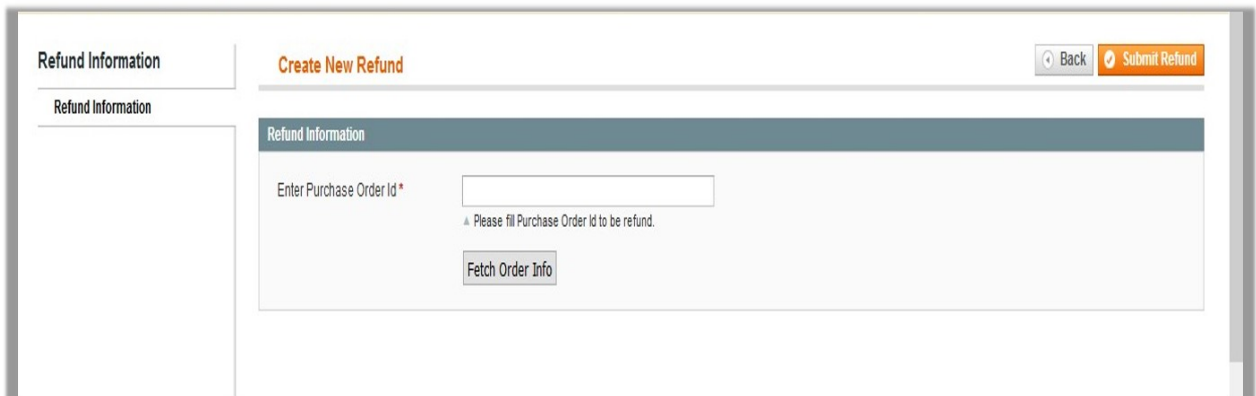 Refund Information
Create New Refund
Back
Submit Refund
Refund Information
Refund Information
Enter Purchase Order Id *
Please fill Purchase Order Id to be refund.
Fetch Order Info